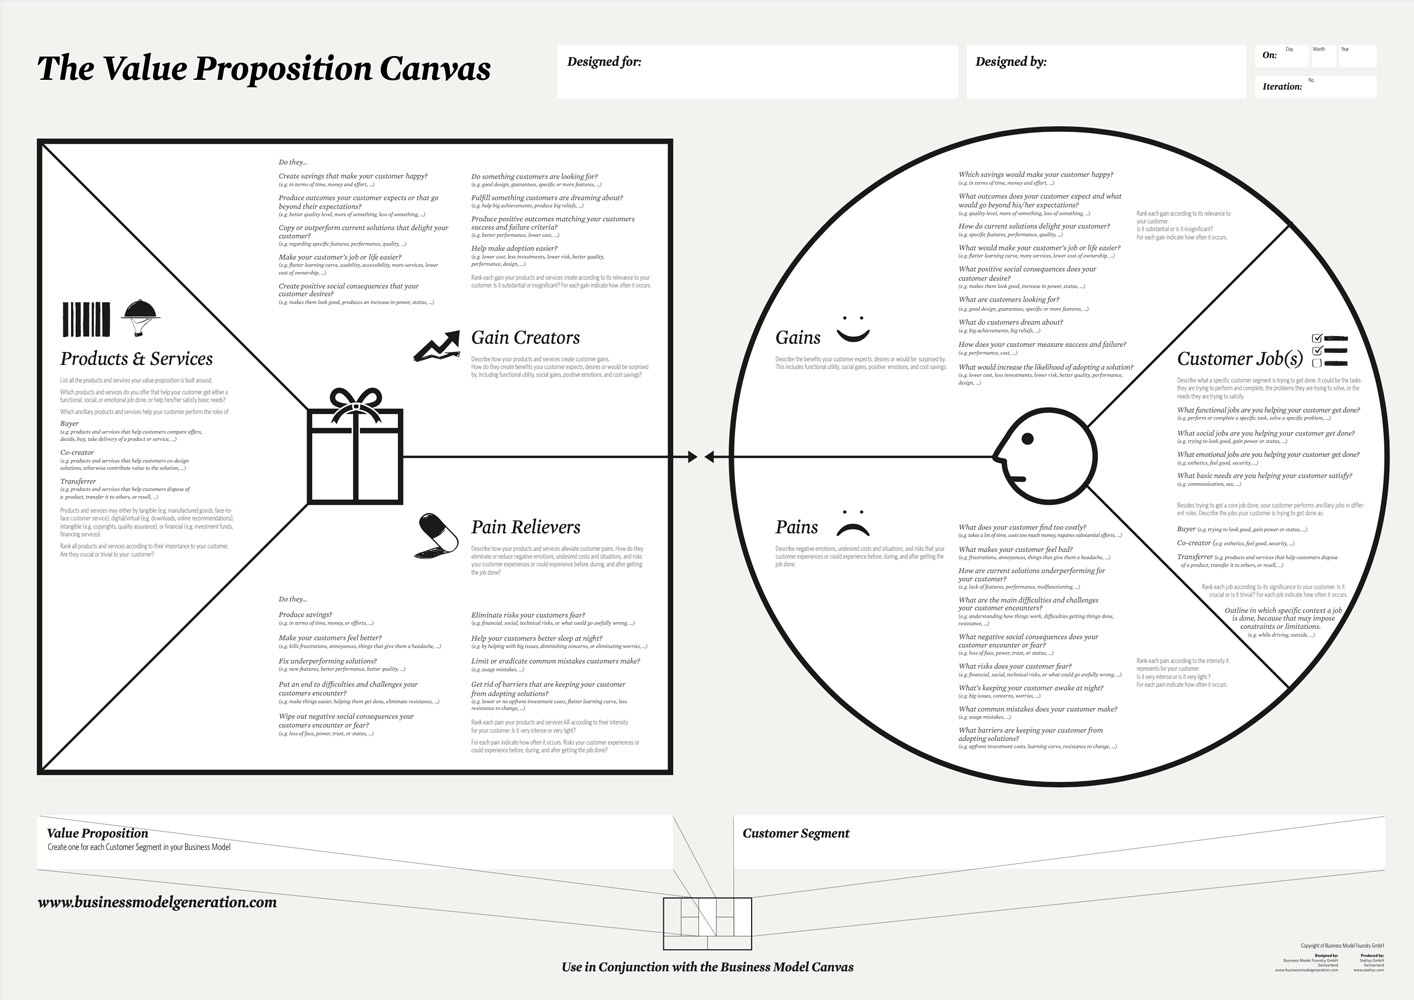 The Value Proposition Canvas
Designed for:
Designed by:
On:
Day
Month
Year
Iteration:
No.
Products & Services
List all the products and services your value proposition is built around.
Which products and services do you offer that help your customer get either a
functional, social, or emotional job done, or help him/her satisfy basic needs?
Which ancillary products and services help your customer perform the roles of:
Buyer
(e.g. products and services that help customers compare offers,
decide, buy, take delivery of a product or service, ...)
Co-creator
(e.g. products and services that help customers co-design
solutions, otherwise contribute value to the solution, ...)
Transferrer
(e.g. products and services that help customers dispose of
a product, transfer it to others, or resell, ...)
Products and services may either by tangible (e.g. manufactured goods, face-to-
face customer service), digital/virtual (e.g. downloads, online recommendations),
intangible (e.g. copyrights, quality assurance), or financial (e.g. investment funds,
financing services).
Rank all products and services according to their importance to your customer.
Are they crucial or trivial to your customer?
Do they...
Create savings that make your customer happy?
(e.g. in terms of time, money and effort, ...)
Produce outcomes your customer expects or that go
beyond their expectations?
(e.g. better quality level, more of something, less of something, ...)
Copy or outperform current solutions that delight your
customer?
(e.g. regarding specific features, performance, quality, ...)
Make your customer's job or life easier?
(e.g. flatter learning curve, usability, accessibility, more services, lower
cost of ownership, ...)
Create positive social consequences that your
customer desires?
(e.g. makes them look good, produces an increase in power, status, ...)
Do something customers are looking for?
(e.g. good design, guarantees, specific or more features, ...)
Fulfill something customers are dreaming about?
(e.g. help big achievements, produce big reliefs, ...)
Produce positive outcomes matching your customers
success and failure criteria?
(e.g. better performance, lower cost, ...)
Help make adoption easier?
(e.g. lower cost, less investments, lower risk, better quality,
performance, design, ...)
Rank each gain your products and services create according to its relevance to your
customer. Is it substantial or insignificant? For each gain indicate how often it occurs.
Gain Creators
Describe how your products and services create customer gains.
How do they create benefits your customer expects, desires or would be surprised
by, including functional utility, social gains, positive emotions, and cost savings?
Pain Relievers
Describe how your products and services alleviate customer pains. How do they
eliminate or reduce negative emotions, undesired costs and situations, and risks
your customer experiences or could experience before, during, and after getting
the job done?
Do they...
Produce savings?
(e.g. in terms of time, money, or efforts, ...)
Make your customers feel better?
(e.g. kills frustrations, annoyances, things that give them a headache, ...)
Fix underperforming solutions?
(e.g. new features, better performance, better quality, ...)
Put an end to difficulties and challenges your
customers encounter?
(e.g. make things easier, helping them get done, eliminate resistance, ...)
Wipe out negative social consequences your
customers encounter or fear?
(e.g. loss of face, power, trust, or status, ...)
Eliminate risks your customers fear?
(e.g. financial, social, technical risks, or what could go awfully wrong, ...)
Help your customers better sleep at night?
(e.g. by helping with big issues, diminishing concerns, or eliminating worries, ...)
Limit or eradicate common mistakes customers make?
(e.g. usage mistakes, ...)
Get rid of barriers that are keeping your customer
from adopting solutions?
(e.g. lower or no upfront investment costs, flatter learning curve, less
resistance to change, ...)
Rank each pain your products and services kill according to their intensity
for your customer. Is it very intense or very light?
For each pain indicate how often it occurs. Risks your customer experiences or
could experience before, during, and after getting the job done?
Gains
Describe the benefits your customer expects, desires or would be surprised by.
This includes functional utility, social gains, positive emotions, and cost savings.
Which savings would make your customer happy?
(e.g. in terms of time, money and effort, ...)
What outcomes does your customer expect and what
would go beyond his/her expectations?
(e.g. quality level, more of something, less of something, ...)
How do current solutions delight your customer?
(e.g. specific features, performance, quality, ...)
What would make your customer's job or life easier?
(e.g. flatter learning curve, more services, lower cost of ownership, ...)
What positive social consequences does your
customer desire?
(e.g. makes them look good, increase in power, status, ...)
What are customers looking for?
(e.g. good design, guarantees, specific or more features, ...)
What do customers dream about?
(e.g. big achievements, big reliefs, ...)
How does your customer measure success and failure?
(e.g. performance, cost, ...)
What would increase the likelihood of adopting a solution?
(e.g. lower cost, less investments, lower risk, better quality, performance,
design, ...)
Rank each gain according to its relevance to
your customer.
Is it substantial or is it insignificant?
For each gain indicate how often it occurs.
Pains
Describe negative emotions, undesired costs and situations, and risks that your
customer experiences or could experience before, during, and after getting the
job done.
What does your customer find too costly?
(e.g. takes a lot of time, costs too much money, requires substantial efforts, ...)
What makes your customer feel bad?
(e.g. frustrations, annoyances, things that give them a headache, ...)
How are current solutions underperforming for
your customer?
(e.g. lack of features, performance, malfunctioning, ...)
What are the main difficulties and challenges
your customer encounters?
(e.g. understanding how things work, difficulties getting things done,
resistance, ...)
What negative social consequences does your
customer encounter or fear?
(e.g. loss of face, power, trust, or status, ...)
What risks does your customer fear?
(e.g. financial, social, technical risks, or what could go awfully wrong, ...)
What's keeping your customer awake at night?
(e.g. big issues, concerns, worries, ...)
What common mistakes does your customer make?
(e.g. usage mistakes, ...)
What barriers are keeping your customer from
adopting solutions?
(e.g. upfront investment costs, learning curve, resistance to change, ...)
Rank each pain according to the intensity it
represents for your customer.
Is it very intense or is it very light?
For each pain indicate how often it occurs.
Customer Job(s)
Describe what a specific customer segment is trying to get done. It could be the tasks
they are trying to perform and complete, the problems they are trying to solve, or the
needs they are trying to satisfy.
What functional jobs are you helping your customer get done?
(e.g. perform or complete a specific task, solve a specific problem, ...)
What social jobs are you helping your customer get done?
(e.g. trying to look good, gain power or status, ...)
What emotional jobs are you helping your customer get done?
(e.g. esthetics, feel good, security, ...)
What basic needs are you helping your customer satisfy?
(e.g. communication, sex, ...)
Besides trying to get a core job done, your customer performs ancillary jobs in differ-
ent roles. Describe the jobs your customer is trying to get done as:
Buyer (e.g. trying to look good, gain power or status, ...)
Co-creator (e.g. esthetics, feel good, security, ...)
Transferrer (e.g. products and services that help customers dispose
of a product, transfer it to others, or resell, ...)
Rank each job according to its significance to your customer. Is it
crucial or is it trivial? For each job indicate how often it occurs.
Outline in which specific context a job
is done, because that may impose
constraints or limitations.
(e.g. while driving, outside, ...)
Value Proposition
Create one for each Customer Segment in your Business Model
Customer Segment
www.businessmodelgeneration.com
Use in Conjunction with the Business Model Canvas
Copyright of Business Model Foundry GmbH
Designed by:
Business Model Foundry GmbH
Switzerland
www.businessmodelgeneration.com
Produced by:
Stattys GmbH
Switzerland
www.stattys.com